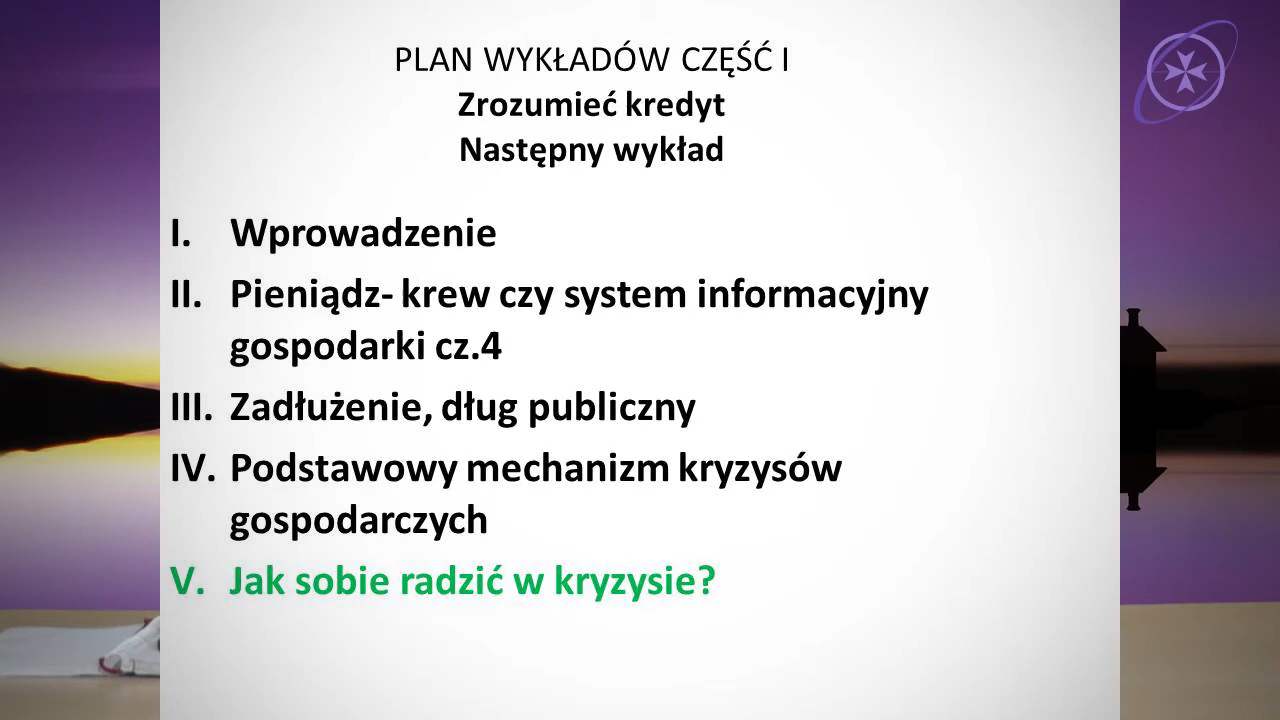 PLAN WYKŁADÓW CZĘŚĆ I
Zrozumieć kredyt
Następny wykład
I. Wprowadzenie
II. Pieniądz- krew czy system informacyjny
gospodarki cz.4
III. Zadłużenie, dług publiczny
IV. Podstawowy mechanizm kryzysów
gospodarczych
V. Jak sobie radzić w kryzysie?